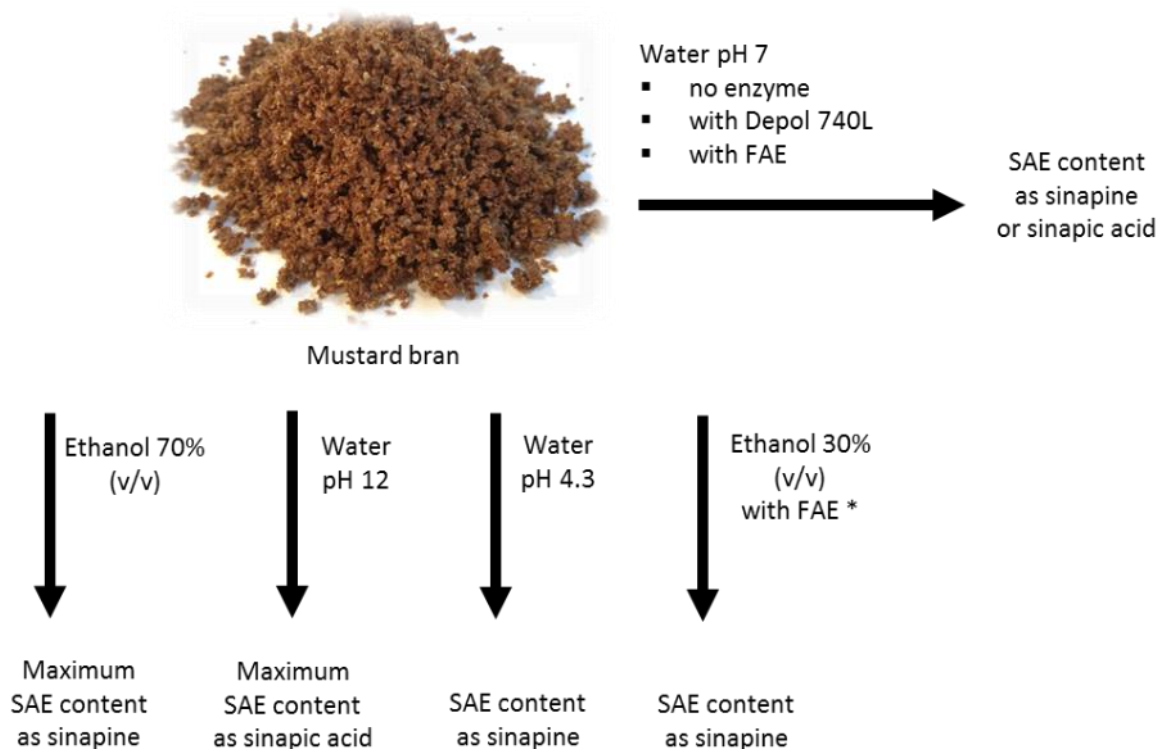 Water pH 7
▪ no enzyme
▪ with Depol 740L
▪ with FAE
SAE content
as sinapine
or sinapic acid
Mustard bran
Ethanol 70%
(v/v)
Water
pH 12
Water
pH 4.3
Ethanol 30%
(v/v)
with FAE *
Maximum
SAE content
as sinapine
Maximum
SAE content
as sinapic acid
SAE content
as sinapine
SAE content
as sinapine